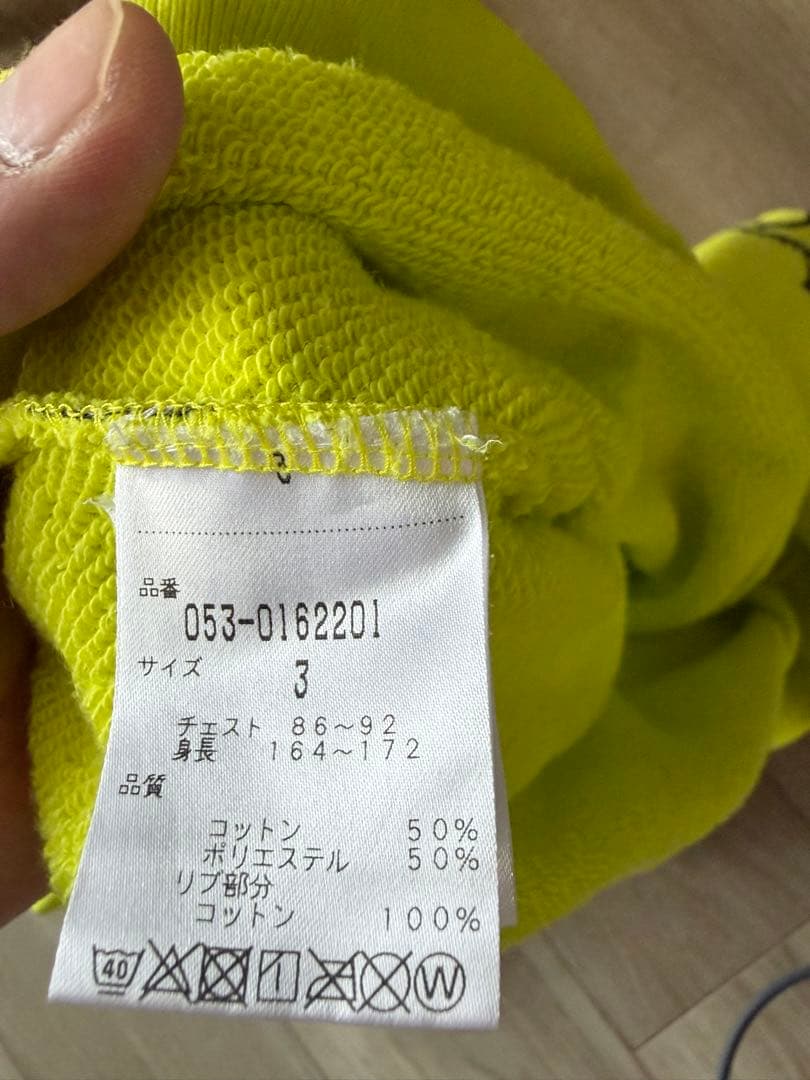 3
品番
053-0162201
サイズ
3
チェスト 86～92
身長 164～172
品質
コットン 50%
ポリエステル 50%
リブ部分
コットン 100%
40 W